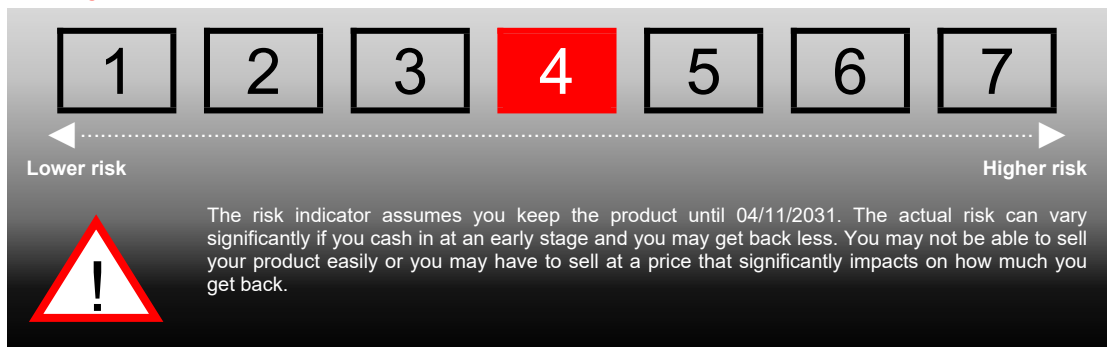 1 2 3 4 5 6 7
Lower risk Higher risk
The risk indicator assumes you keep the product until 04/11/2031. The actual risk can vary
significantly if you cash in at an early stage and you may get back less. You may not be able to sell
your product easily or you may have to sell at a price that significantly impacts on how much you
get back.
!